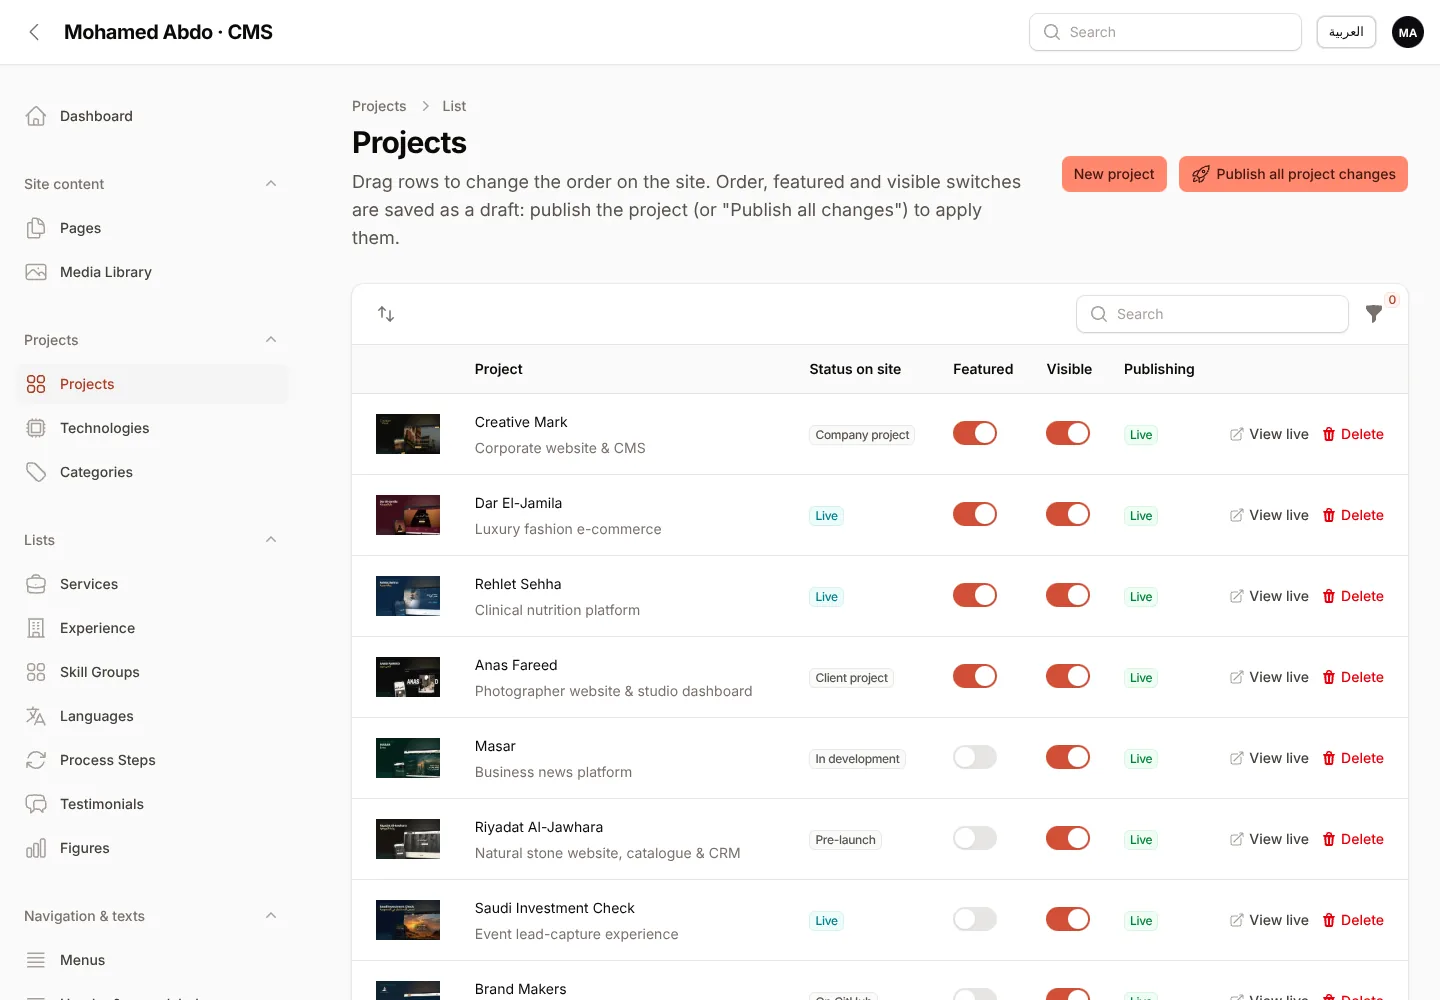 Mohamed Abdo · CMS
Search
العربية
MA
Dashboard
Site content
Pages
Media Library
Projects
Projects
Technologies
Categories
Lists
Services
Experience
Skill Groups
Languages
Process Steps
Testimonials
Figures
Navigation & texts
Menus
Projects > List
Projects
Drag rows to change the order on the site. Order, featured and visible switches
are saved as a draft: publish the project (or "Publish all changes") to apply
them.
New project
Publish all project changes
Search
0
Project Status on site Featured Visible Publishing
Creative Mark
Corporate website & CMS
Company project Live View live Delete
Dar El-Jamila
Luxury fashion e-commerce
Live Live View live Delete
Rehlet Sehha
Clinical nutrition platform
Live Live View live Delete
Anas Fareed
Photographer website & studio dashboard
Client project Live View live Delete
Masar
Business news platform
In development Live View live Delete
Riyadat Al-Jawhara
Natural stone website, catalogue & CRM
Pre-launch Live View live Delete
Saudi Investment Check
Event lead-capture experience
Live Live View live Delete
Brand Makers
On GitHub Live View live Delete